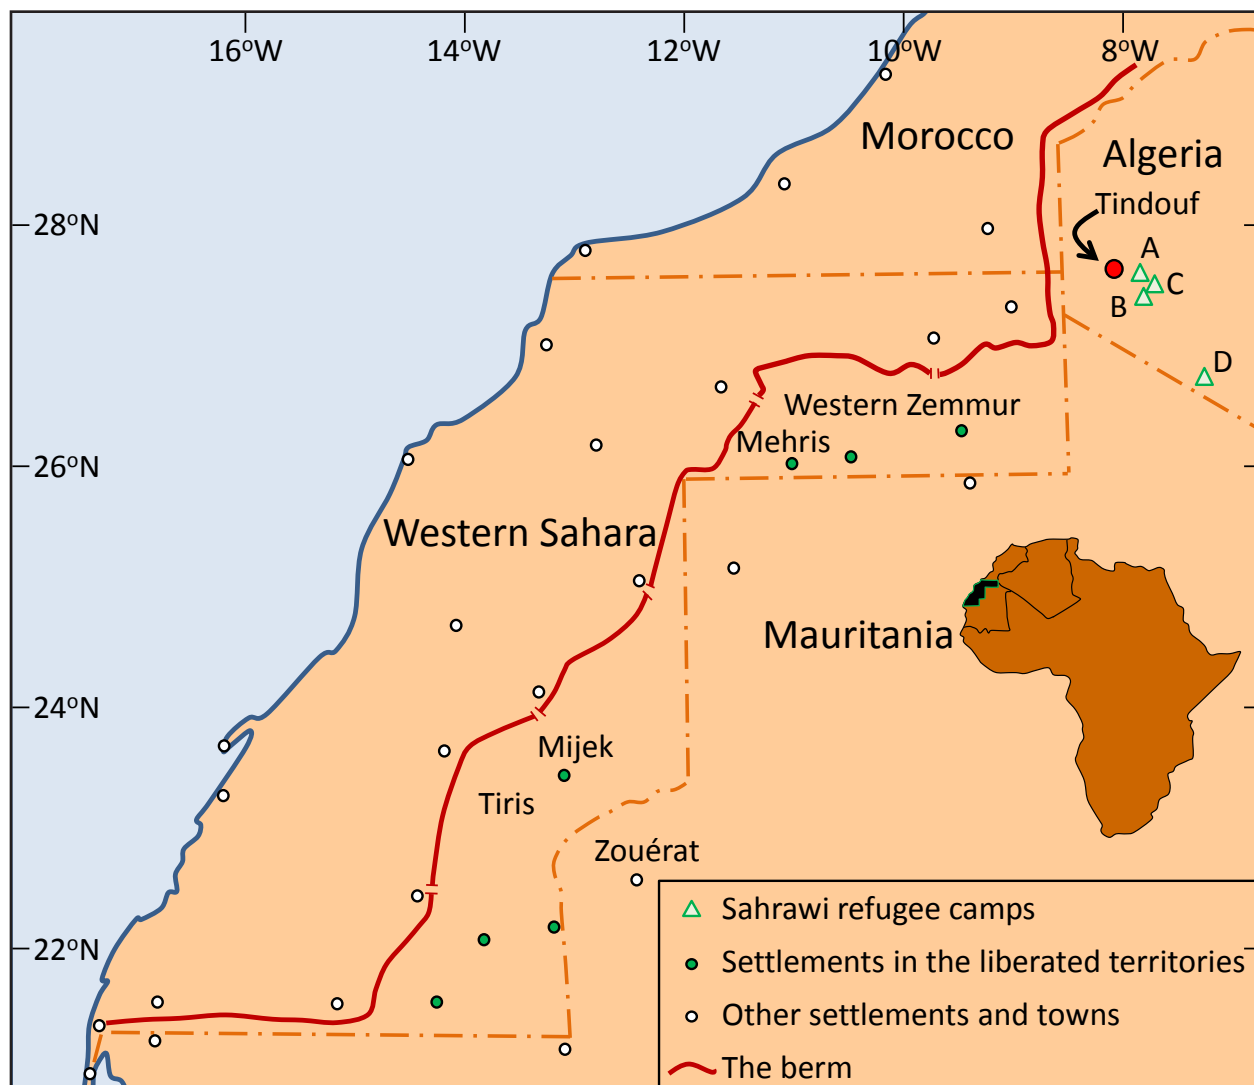 16oW
14oW
12oW
10oW
8oW
Morocco
Algeria
Tindouf
28oN
A
C
B
D
Western Zemmur
Mehris
26oN
Western Sahara
Mauritania
24oN
Mijek
Tiris
Zouérat
Sahrawi refugee camps
22oN
Settlements in the liberated territories
Other settlements and towns
The berm